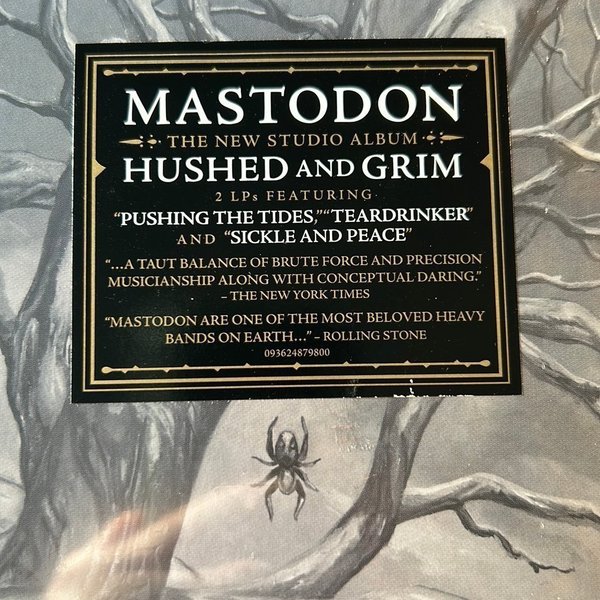 MASTODON
THE NEW STUDIO ALBUM
HUSHED AND GRIM
2 LPs FEATURING
“PUSHING THE TIDES,” “TEARDRINKER”
AND “SICKLE AND PEACE”
“...A TAUT BALANCE OF BRUTE FORCE AND PRECISION
MUSICIANSHIP ALONG WITH CONCEPTUAL DARING.”
– THE NEW YORK TIMES
“MASTODON ARE ONE OF THE MOST BELOVED HEAVY
BANDS ON EARTH...” – ROLLING STONE
093624879800